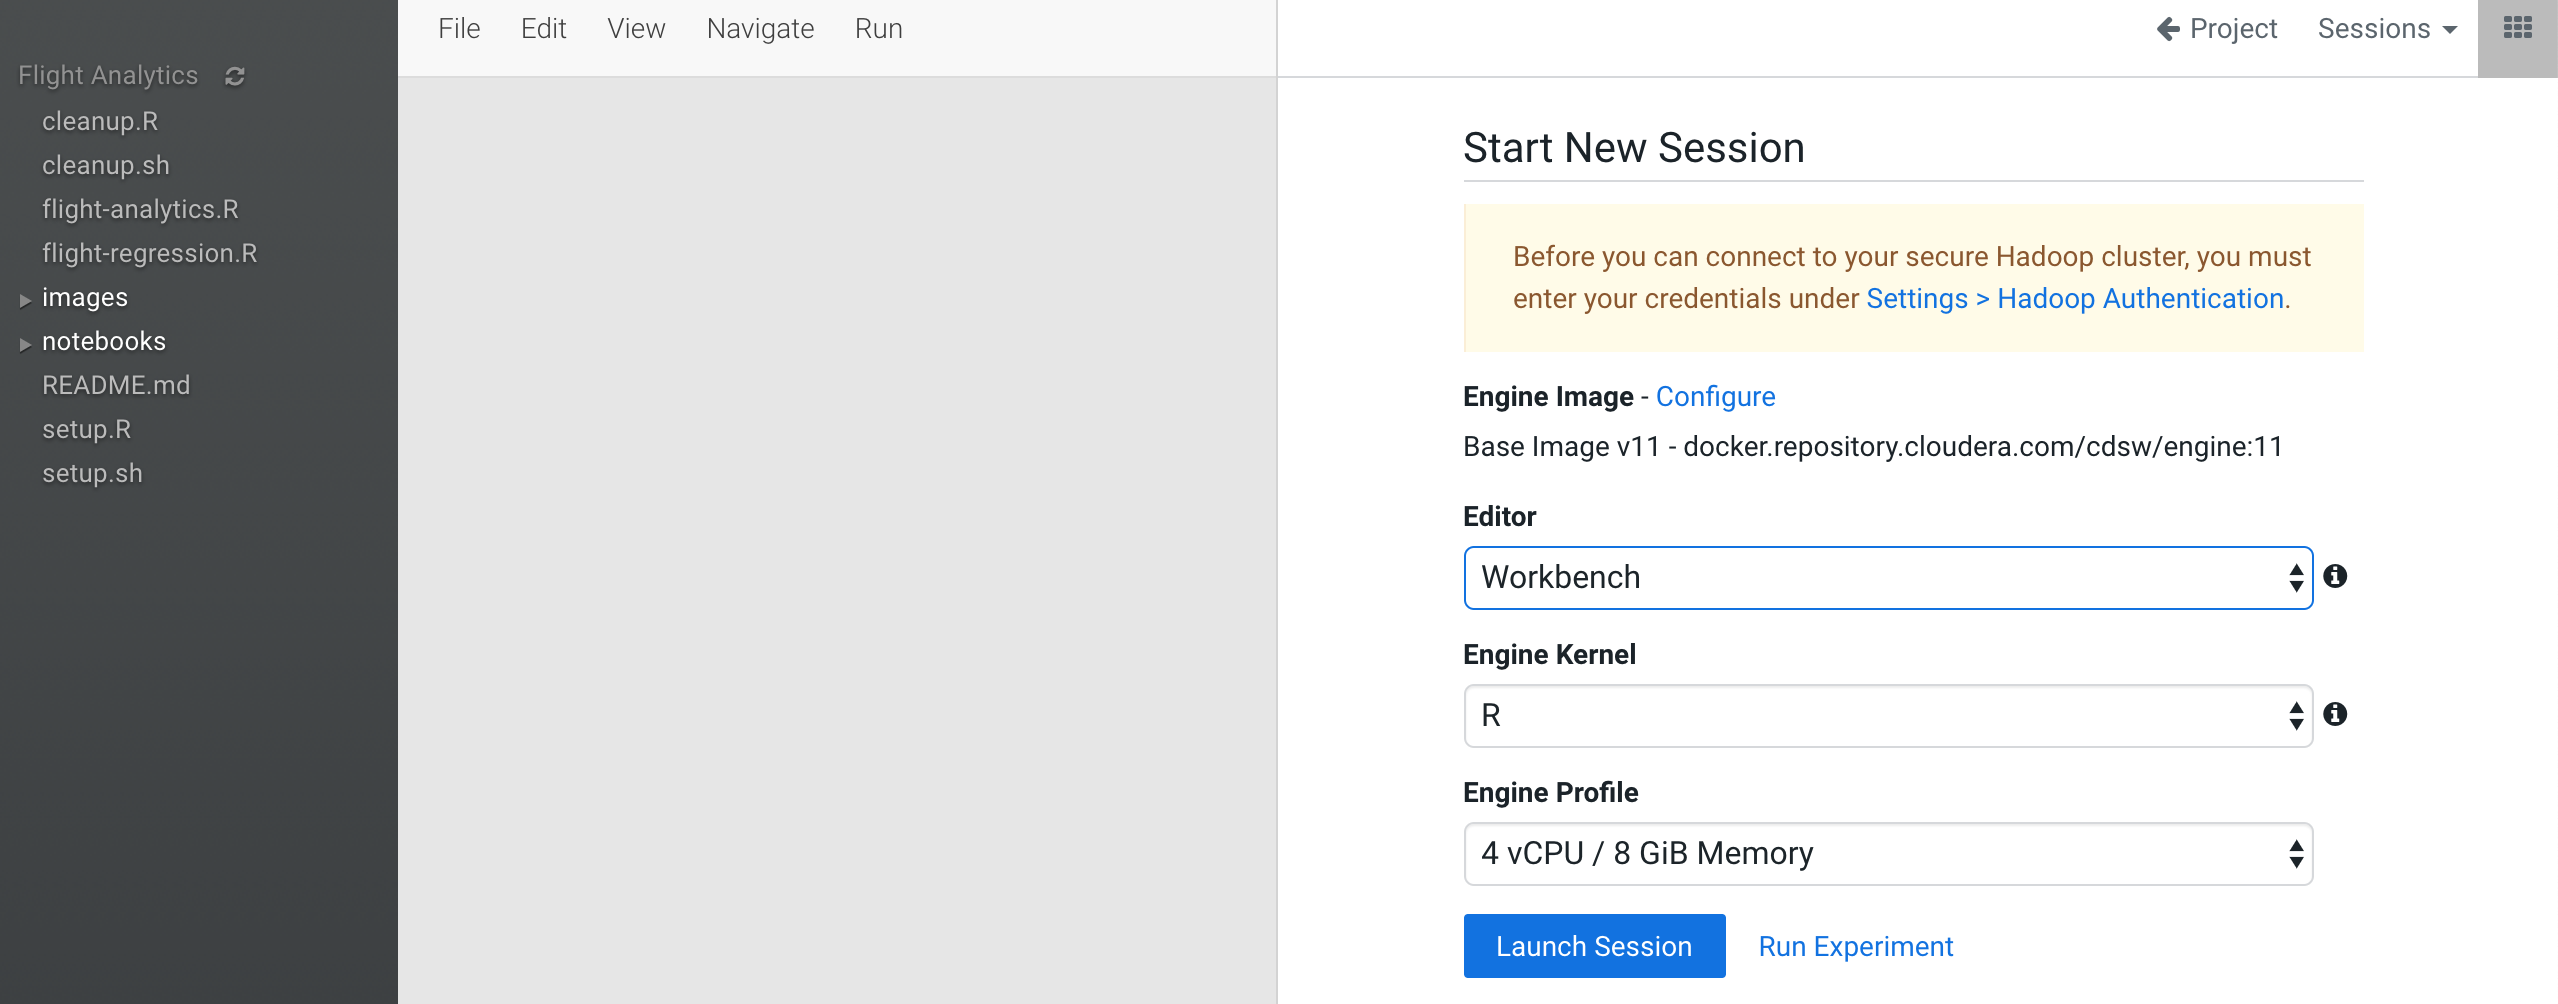 Flight Analytics
cleanup.R
cleanup.sh
flight-analytics.R
flight-regression.R
images
notebooks
README.md
setup.R
setup.sh
File Edit View Navigate Run
Project Sessions
Start New Session
Before you can connect to your secure Hadoop cluster, you must
enter your credentials under Settings > Hadoop Authentication.
Engine Image - Configure
Base Image v11 - docker.repository.cloudera.com/cdsw/engine:11
Editor
Workbench
Engine Kernel
R
Engine Profile
4 vCPU / 8 GiB Memory
Launch Session Run Experiment